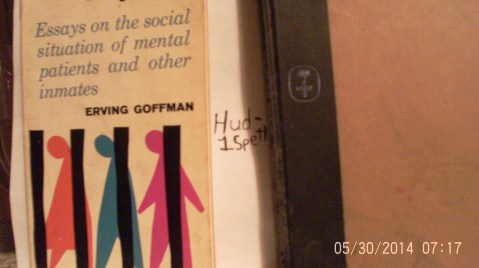 Essays on the social
situation of mental
patients and other
inmates
ERVING GOFFMAN
Hud-
1Speth
05/30/2014 07:17